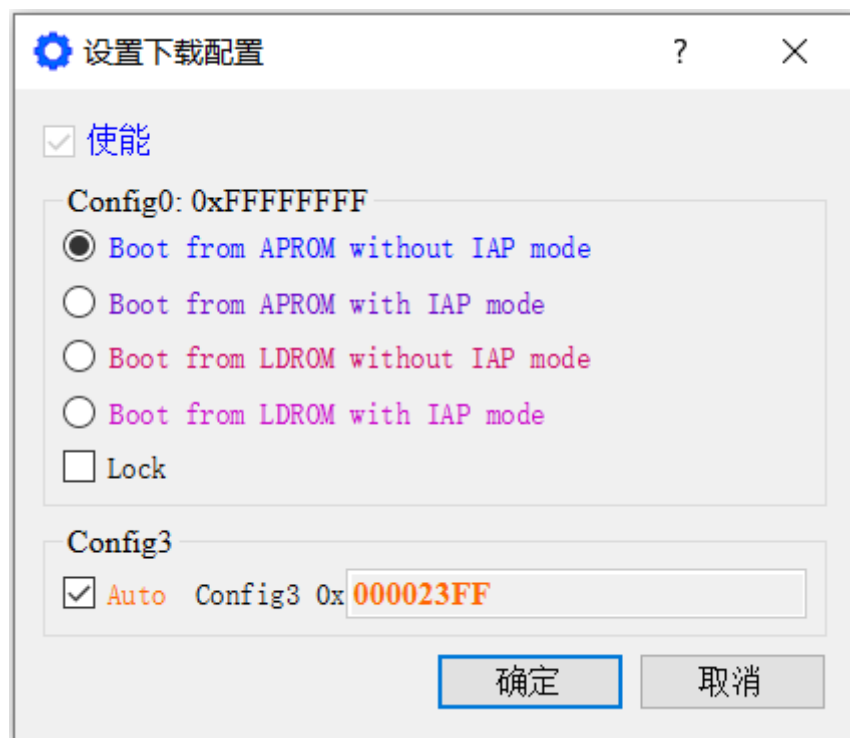 设置下载配置
使能
Config0: 0xFFFFFFFF
Boot from APROM without IAP mode
Boot from APROM with IAP mode
Boot from LDROM without IAP mode
Boot from LDROM with IAP mode
Lock
Config3
Auto Config3 0x 000023FF
确定 取消